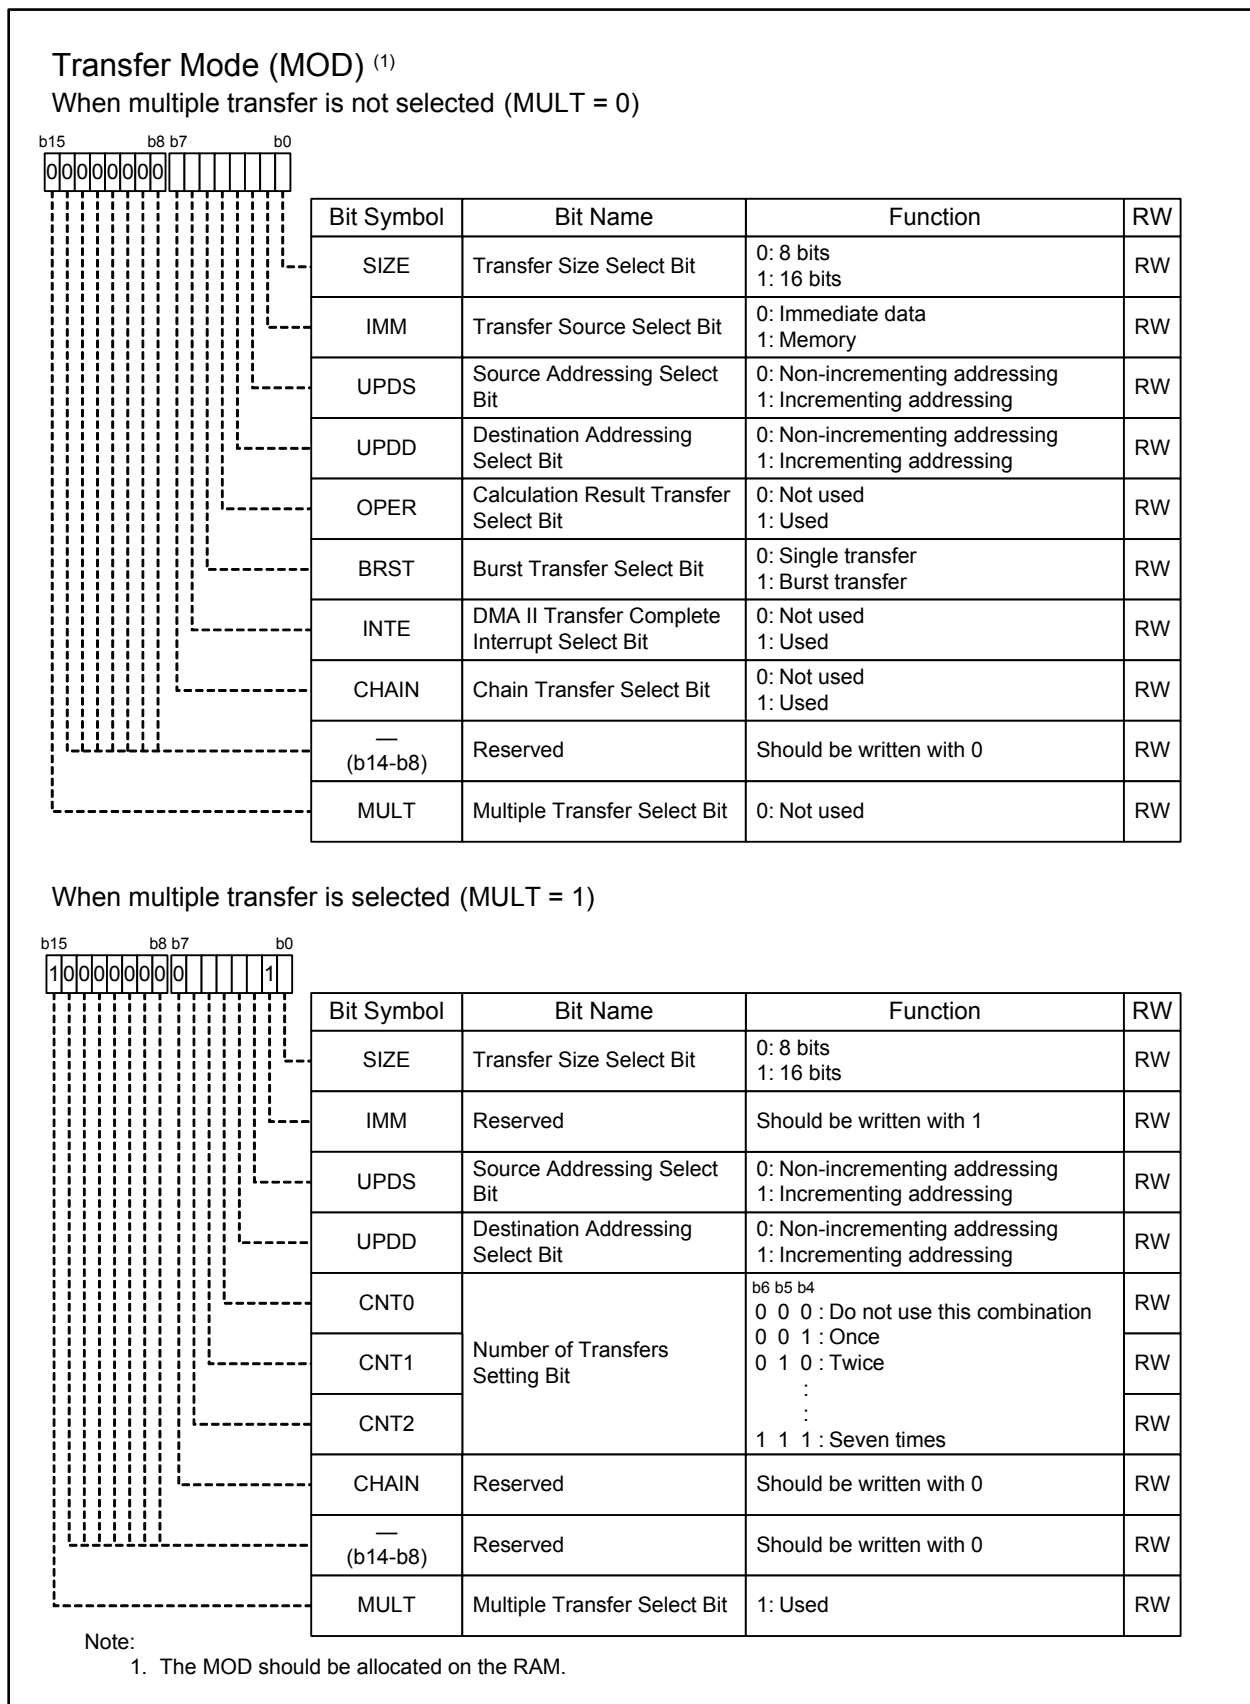 Transfer Mode (MOD) (1)
When multiple transfer is not selected (MULT = 0)
b15 b8 b7 b0
0 0 0 0 0 0 0 0
Bit Symbol Bit Name Function RW
SIZE Transfer Size Select Bit 0: 8 bits RW
1: 16 bits
IMM Transfer Source Select Bit 0: Immediate data RW
1: Memory
UPDS Source Addressing Select 0: Non-incrementing addressing RW
Bit 1: Incrementing addressing
UPDD Destination Addressing 0: Non-incrementing addressing RW
Select Bit 1: Incrementing addressing
OPER Calculation Result Transfer 0: Not used RW
Select Bit 1: Used
BRST Burst Transfer Select Bit 0: Single transfer RW
1: Burst transfer
INTE DMA II Transfer Complete 0: Not used RW
Interrupt Select Bit 1: Used
CHAIN Chain Transfer Select Bit 0: Not used RW
1: Used
— Reserved Should be written with 0 RW
(b14-b8)
MULT Multiple Transfer Select Bit 0: Not used RW
When multiple transfer is selected (MULT = 1)
b15 b8 b7 b0
1 0 0 0 0 0 0 0 0 1
Bit Symbol Bit Name Function RW
SIZE Transfer Size Select Bit 0: 8 bits RW
1: 16 bits
IMM Reserved Should be written with 1 RW
UPDS Source Addressing Select 0: Non-incrementing addressing RW
Bit 1: Incrementing addressing
UPDD Destination Addressing 0: Non-incrementing addressing RW
Select Bit 1: Incrementing addressing
b6 b5 b4
CNT0 0 0 0 : Do not use this combination RW
0 0 1 : Once
CNT1 Number of Transfers 0 1 0 : Twice RW
Setting Bit :
:
CNT2 1 1 1 : Seven times RW
CHAIN Reserved Should be written with 0 RW
— Reserved Should be written with 0 RW
(b14-b8)
MULT Multiple Transfer Select Bit 1: Used RW
Note:
1. The MOD should be allocated on the RAM.